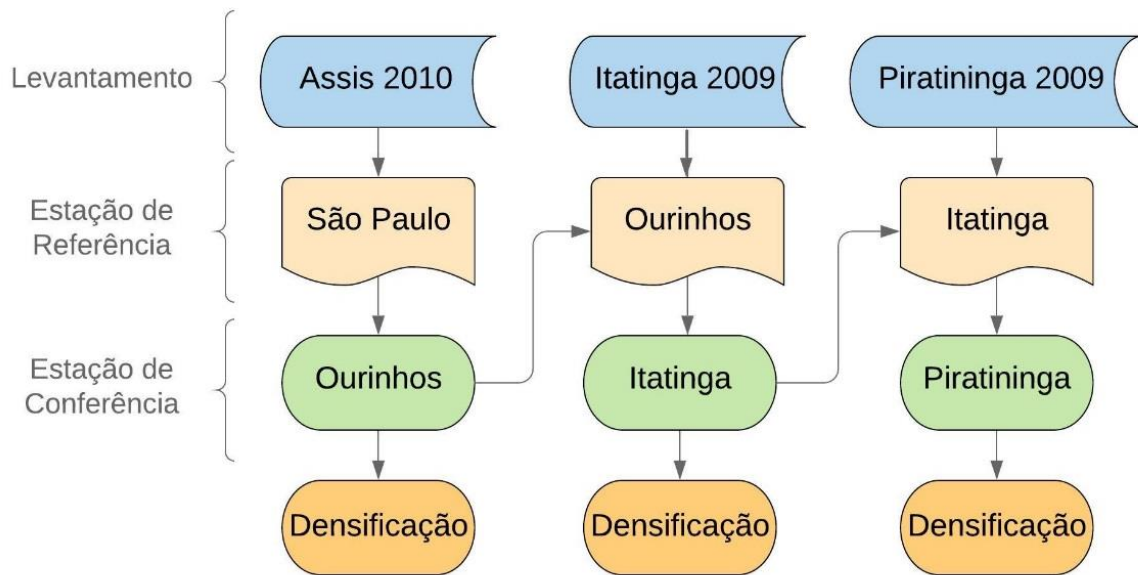 Levantamento
Assis 2010
Itatinga 2009
Piratininga 2009
Estação de
Referência
São Paulo
Ourinhos
Itatinga
Estação de
Conferência
Ourinhos
Itatinga
Piratininga
Densificação
Densificação
Densificação